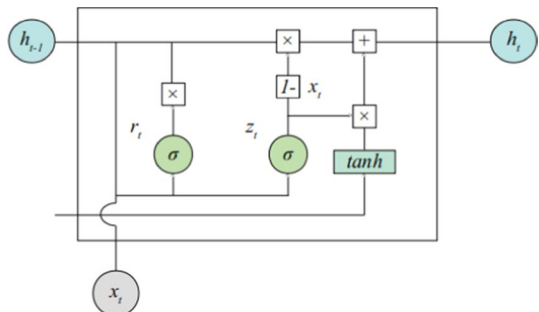 h_{t-1} × + h_t
1- x_t
× ×
r_t z_t
σ σ tanh
x_t